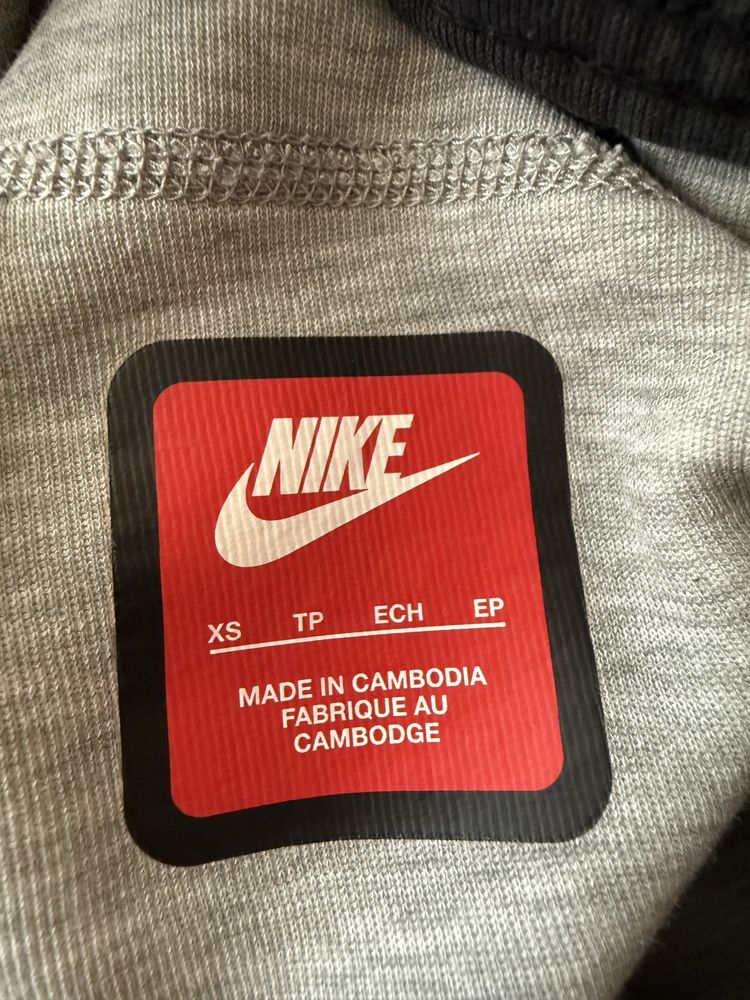 NIKE
XS TP ECH EP
MADE IN CAMBODIA
FABRIQUE AU
CAMBODGE